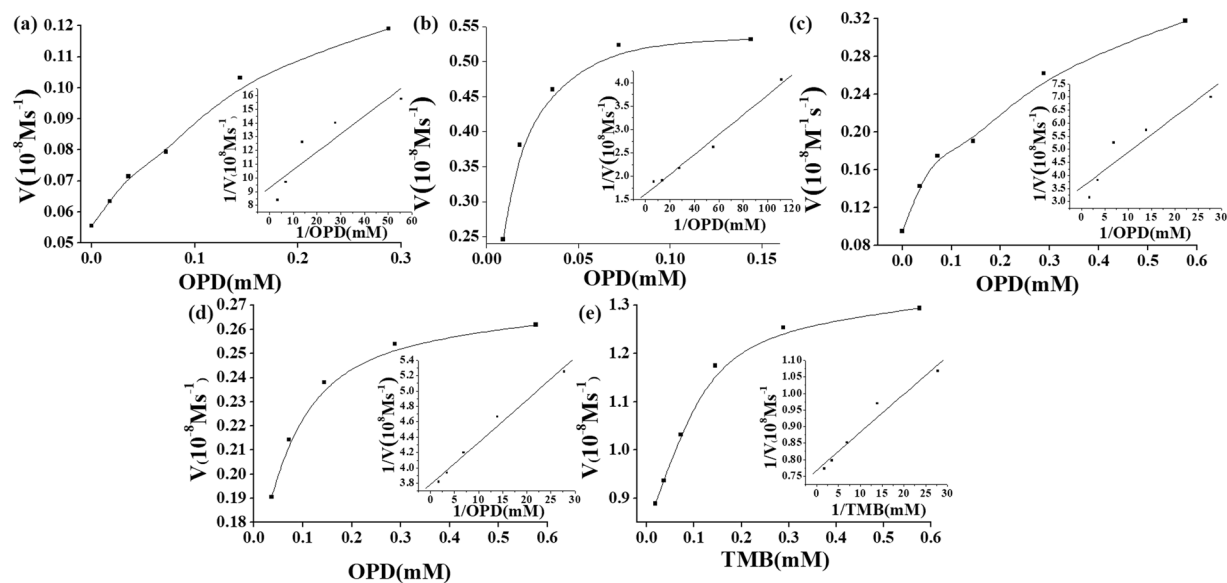 (a)
0.12
0.11
0.10
0.09
0.08
0.07
0.06
0.05
V(10⁻⁸Ms⁻¹)
0.0 0.1 0.2 0.3
OPD(mM)
16
15
14
13
12
11
10
9
8
1/V(10⁸Ms⁻¹)
0 10 20 30 40 50 60
1/OPD(mM)
(b)
0.55
0.50
0.45
0.40
0.35
0.30
0.25
V(10⁻⁸Ms⁻¹)
0.00 0.05 0.10 0.15
OPD(mM)
4.0
3.5
3.0
2.5
2.0
1.5
1/V(10⁸Ms⁻¹)
0 20 40 60 80 100 120
1/OPD(mM)
(c)
0.32
0.28
0.24
0.20
0.16
0.12
0.08
V(10⁻⁸M⁻¹s⁻¹)
0.0 0.1 0.2 0.3 0.4 0.5 0.6
OPD(mM)
7.5
7.0
6.5
6.0
5.5
5.0
4.5
4.0
3.5
3.0
1/V(10⁸Ms⁻¹)
0 5 10 15 20 25 30
1/OPD(mM)
(d)
0.27
0.26
0.25
0.24
0.23
0.22
0.21
0.20
0.19
0.18
V(10⁻⁸Ms⁻¹)
0.0 0.1 0.2 0.3 0.4 0.5 0.6
OPD(mM)
5.4
5.2
5.0
4.8
4.6
4.4
4.2
4.0
3.8
1/V(10⁸Ms⁻¹)
0 5 10 15 20 25 30
1/OPD(mM)
(e)
1.3
1.2
1.1
1.0
0.9
V(10⁻⁸Ms⁻¹)
0.0 0.1 0.2 0.3 0.4 0.5 0.6
TMB(mM)
1.10
1.05
1.00
0.95
0.90
0.85
0.80
0.75
1/V(10⁸Ms⁻¹)
0 5 10 15 20 25 30
1/TMB(mM)